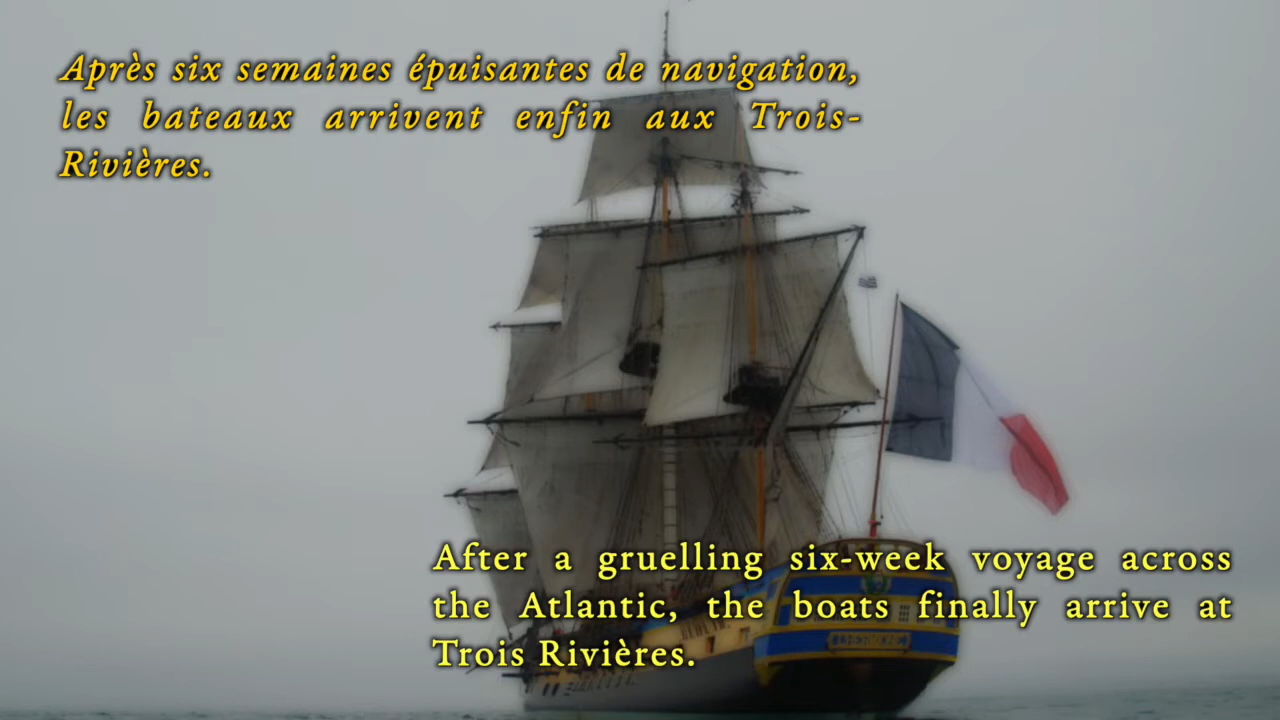 Après six semaines épuisantes de navigation,
les bateaux arrivent enfin aux Trois-
Rivières.
After a gruelling six-week voyage across
the Atlantic, the boats finally arrive at
Trois Rivières.